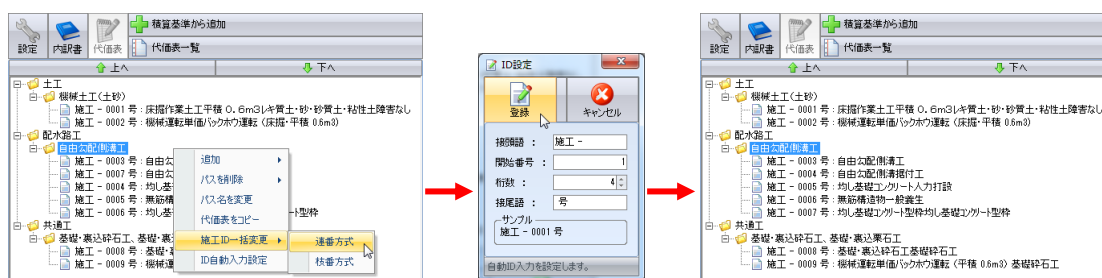 設定
内訳書
代価表
積算基準から追加
代価表一覧
上へ
下へ
土工
機械土工(土砂)
施工 - 0001 号：床掘作業土工平積 0. 6m3レキ質土・砂・砂質土・粘性土障害なし
施工 - 0002 号：機械運転単価バックホウ運転 (床掘・平積 0.6m3)
配水路工
自由勾配側溝工
施工 - 0003 号：自由勾
施工 - 0007 号：自由勾
施工 - 0004 号：均し基
施工 - 0005 号：無筋構
施工 - 0006 号：均し基
ト型枠
共通工
基礎・裏込砕石工、基礎・裏
施工 - 0008 号：基礎・
施工 - 0009 号：機械運
追加
パスを削除
パス名を変更
代価表をコピー
施工ID一括変更
ID自動入力設定
連番方式
枝番方式
ID設定
登録
キャンセル
接頭語 ： 施工 -
開始番号 ： 1
桁数 ： 4
接尾語 ： 号
サンプル
施工 - 0001 号
自動ID入力を設定します。
設定
内訳書
代価表
積算基準から追加
代価表一覧
上へ
下へ
土工
機械土工(土砂)
施工 - 0001 号：床掘作業土工平積 0. 6m3レキ質土・砂・砂質土・粘性土障害なし
施工 - 0002 号：機械運転単価バックホウ運転 (床掘・平積 0.6m3)
配水路工
自由勾配側溝工
施工 - 0003 号：自由勾配側溝工
施工 - 0004 号：自由勾配側溝据付工
施工 - 0005 号：均し基礎コンクリート人力打設
施工 - 0006 号：無筋構造物一般養生
施工 - 0007 号：均し基礎コンクリート型枠均し基礎コンクリート型枠
共通工
基礎・裏込砕石工、基礎・裏込栗石工
施工 - 0008 号：基礎・裏込砕石工基礎砕石工
施工 - 0009 号：機械運転単価バックホウ運転 (平積 0.6m3) 基礎砕石工